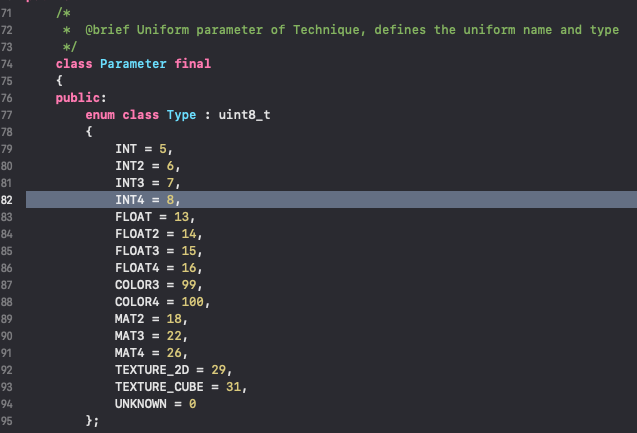 71 /*
72  *  @brief Uniform parameter of Technique, defines the uniform name and type
73  */
74 class Parameter final
75 {
76 public:
77     enum class Type : uint8_t
78     {
79         INT = 5,
80         INT2 = 6,
81         INT3 = 7,
82         INT4 = 8,
83         FLOAT = 13,
84         FLOAT2 = 14,
85         FLOAT3 = 15,
86         FLOAT4 = 16,
87         COLOR3 = 99,
88         COLOR4 = 100,
89         MAT2 = 18,
90         MAT3 = 22,
91         MAT4 = 26,
92         TEXTURE_2D = 29,
93         TEXTURE_CUBE = 31,
94         UNKNOWN = 0
95     };